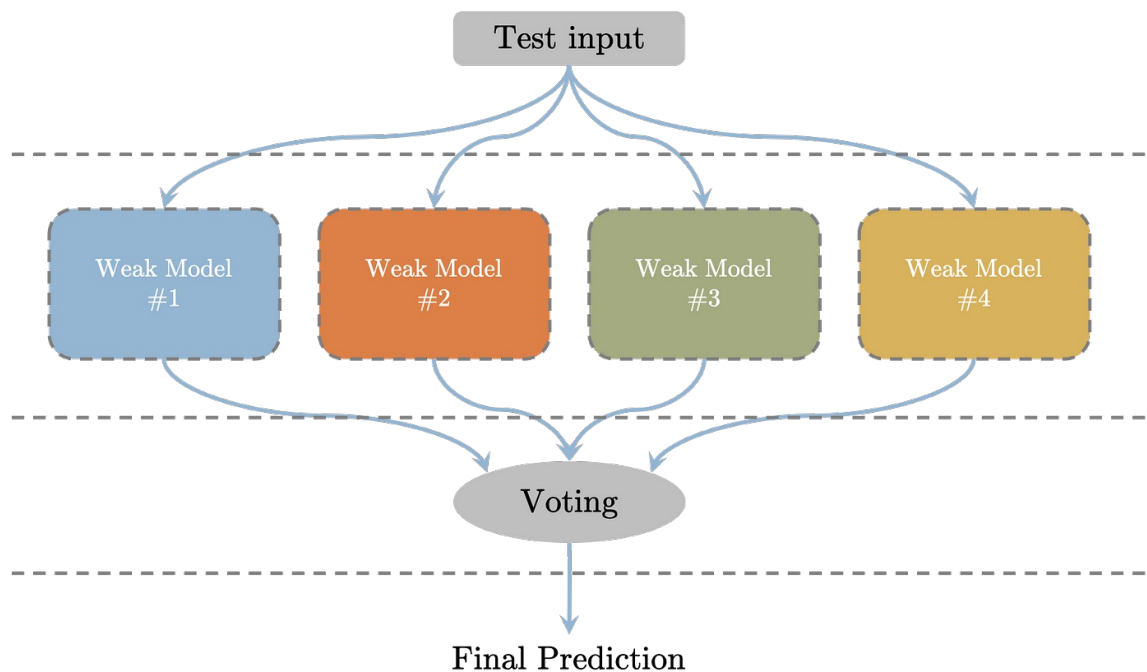 Test input
Weak Model
#1
Weak Model
#2
Weak Model
#3
Weak Model
#4
Voting
Final Prediction